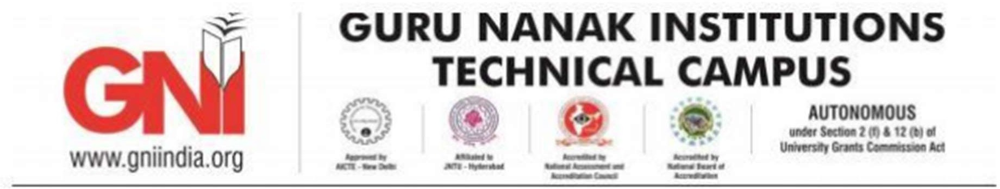 GNI
www.gniindia.org
GURU NANAK INSTITUTIONS
TECHNICAL CAMPUS
Approved by
AICTE - New Delhi
Affiliated to
JNTU - Hyderabad
Accredited by
National Assessment and
Accreditation Council
Accredited by
National Board of
Accreditation
AUTONOMOUS
under Section 2 (f) & 12 (b) of
University Grants Commission Act